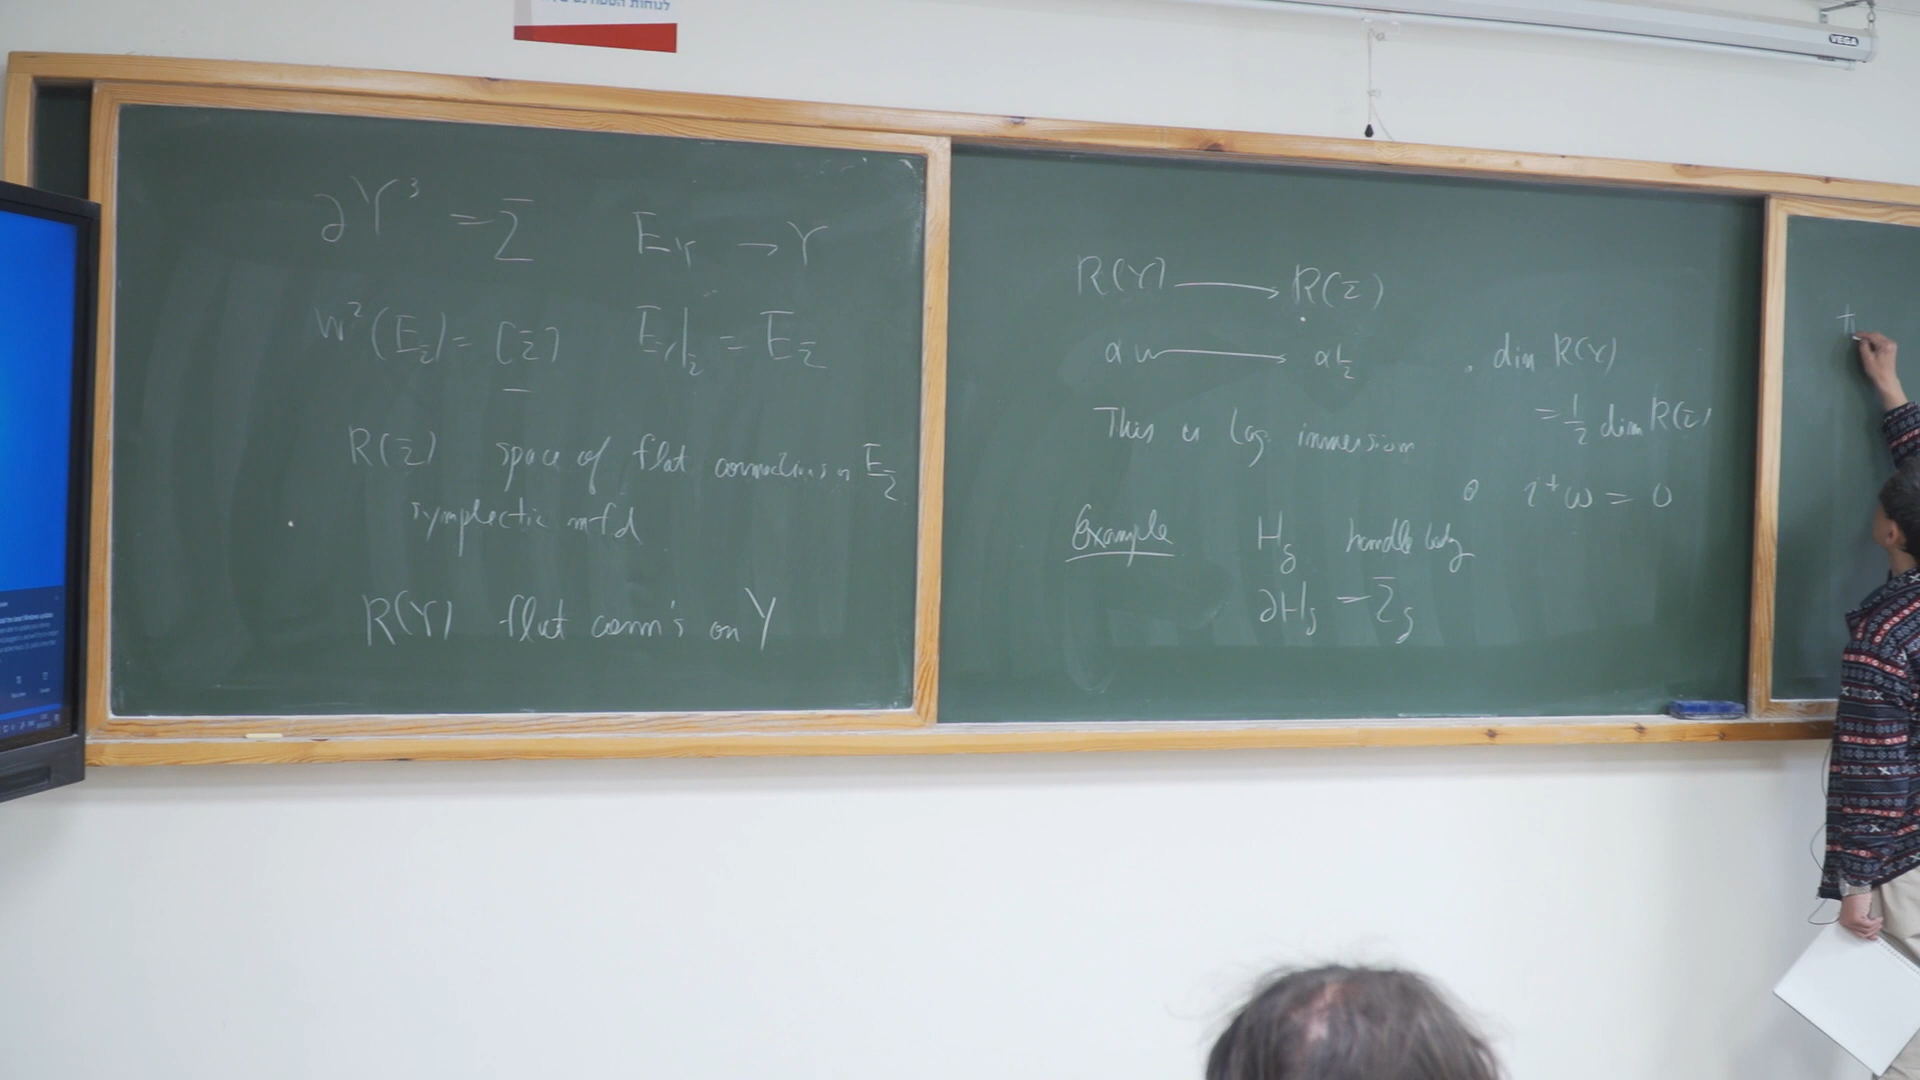 לנוחות
VEGA
∂Y³ = Σ E_Y → Y
w²(E_Σ) = [Σ] E_Y|_Σ = E_Σ
R(Σ) space of flat connections on E_Σ
symplectic mfd
R(Y) flat conn's on Y
R(Y) → R(Σ)
α ↦ α|_Σ
This is Lag. immersion
Example H_g handle body
∂H_g = Σ_g
. dim R(Y)
= 1/2 dim R(Σ)
∘ i*ω = 0